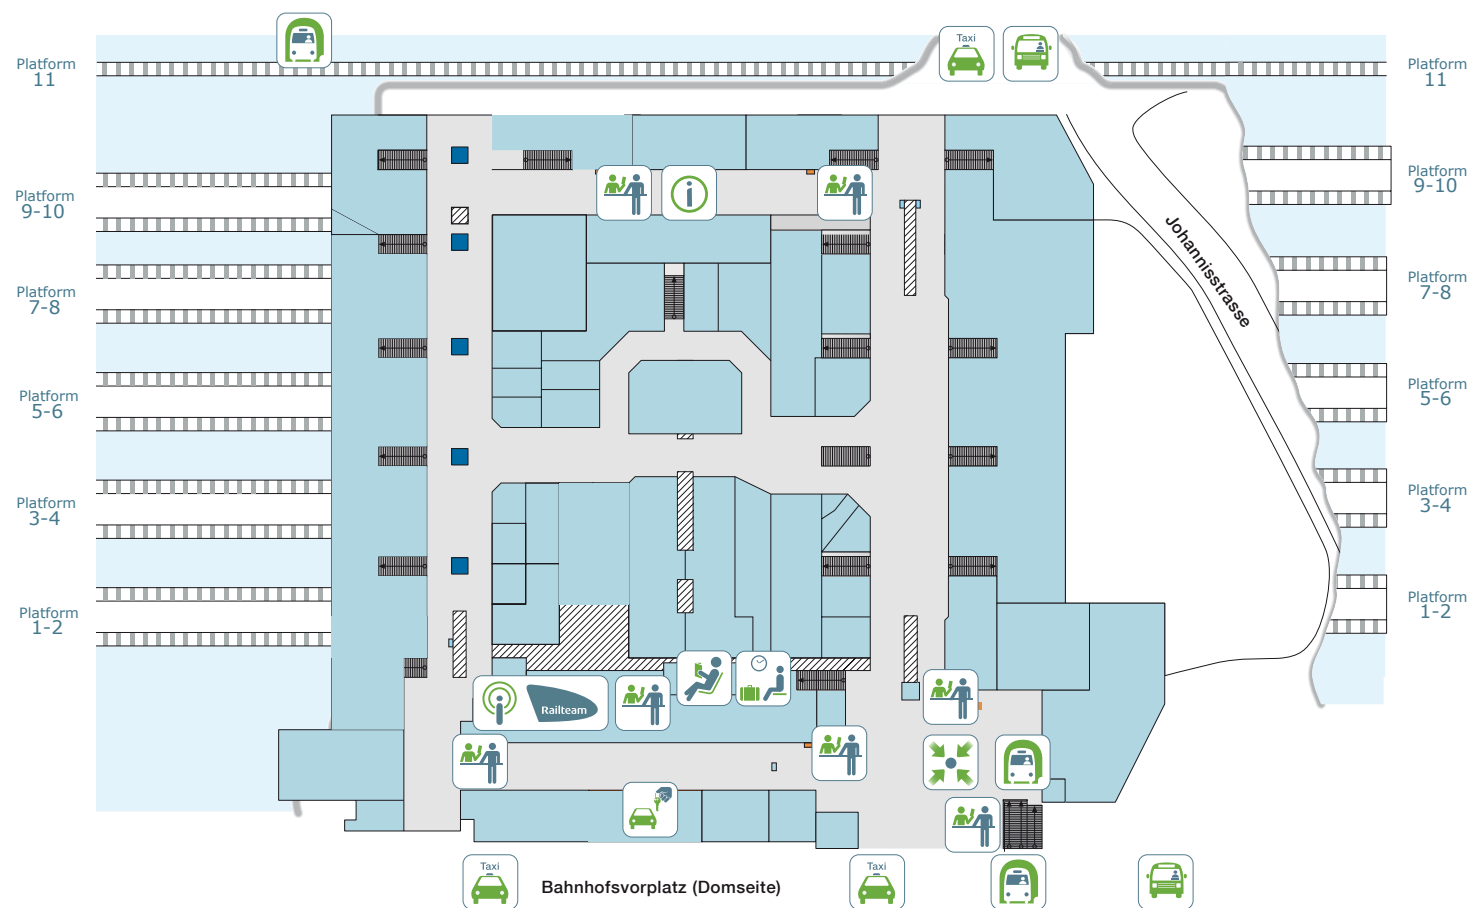 Taxi
Platform
11
Platform
11
Platform
9-10
Platform
9-10
Johannisstrasse
Platform
7-8
Platform
7-8
Platform
5-6
Platform
5-6
Platform
3-4
Platform
3-4
Platform
1-2
Platform
1-2
Railteam
Taxi
Taxi
Bahnhofsvorplatz (Domseite)